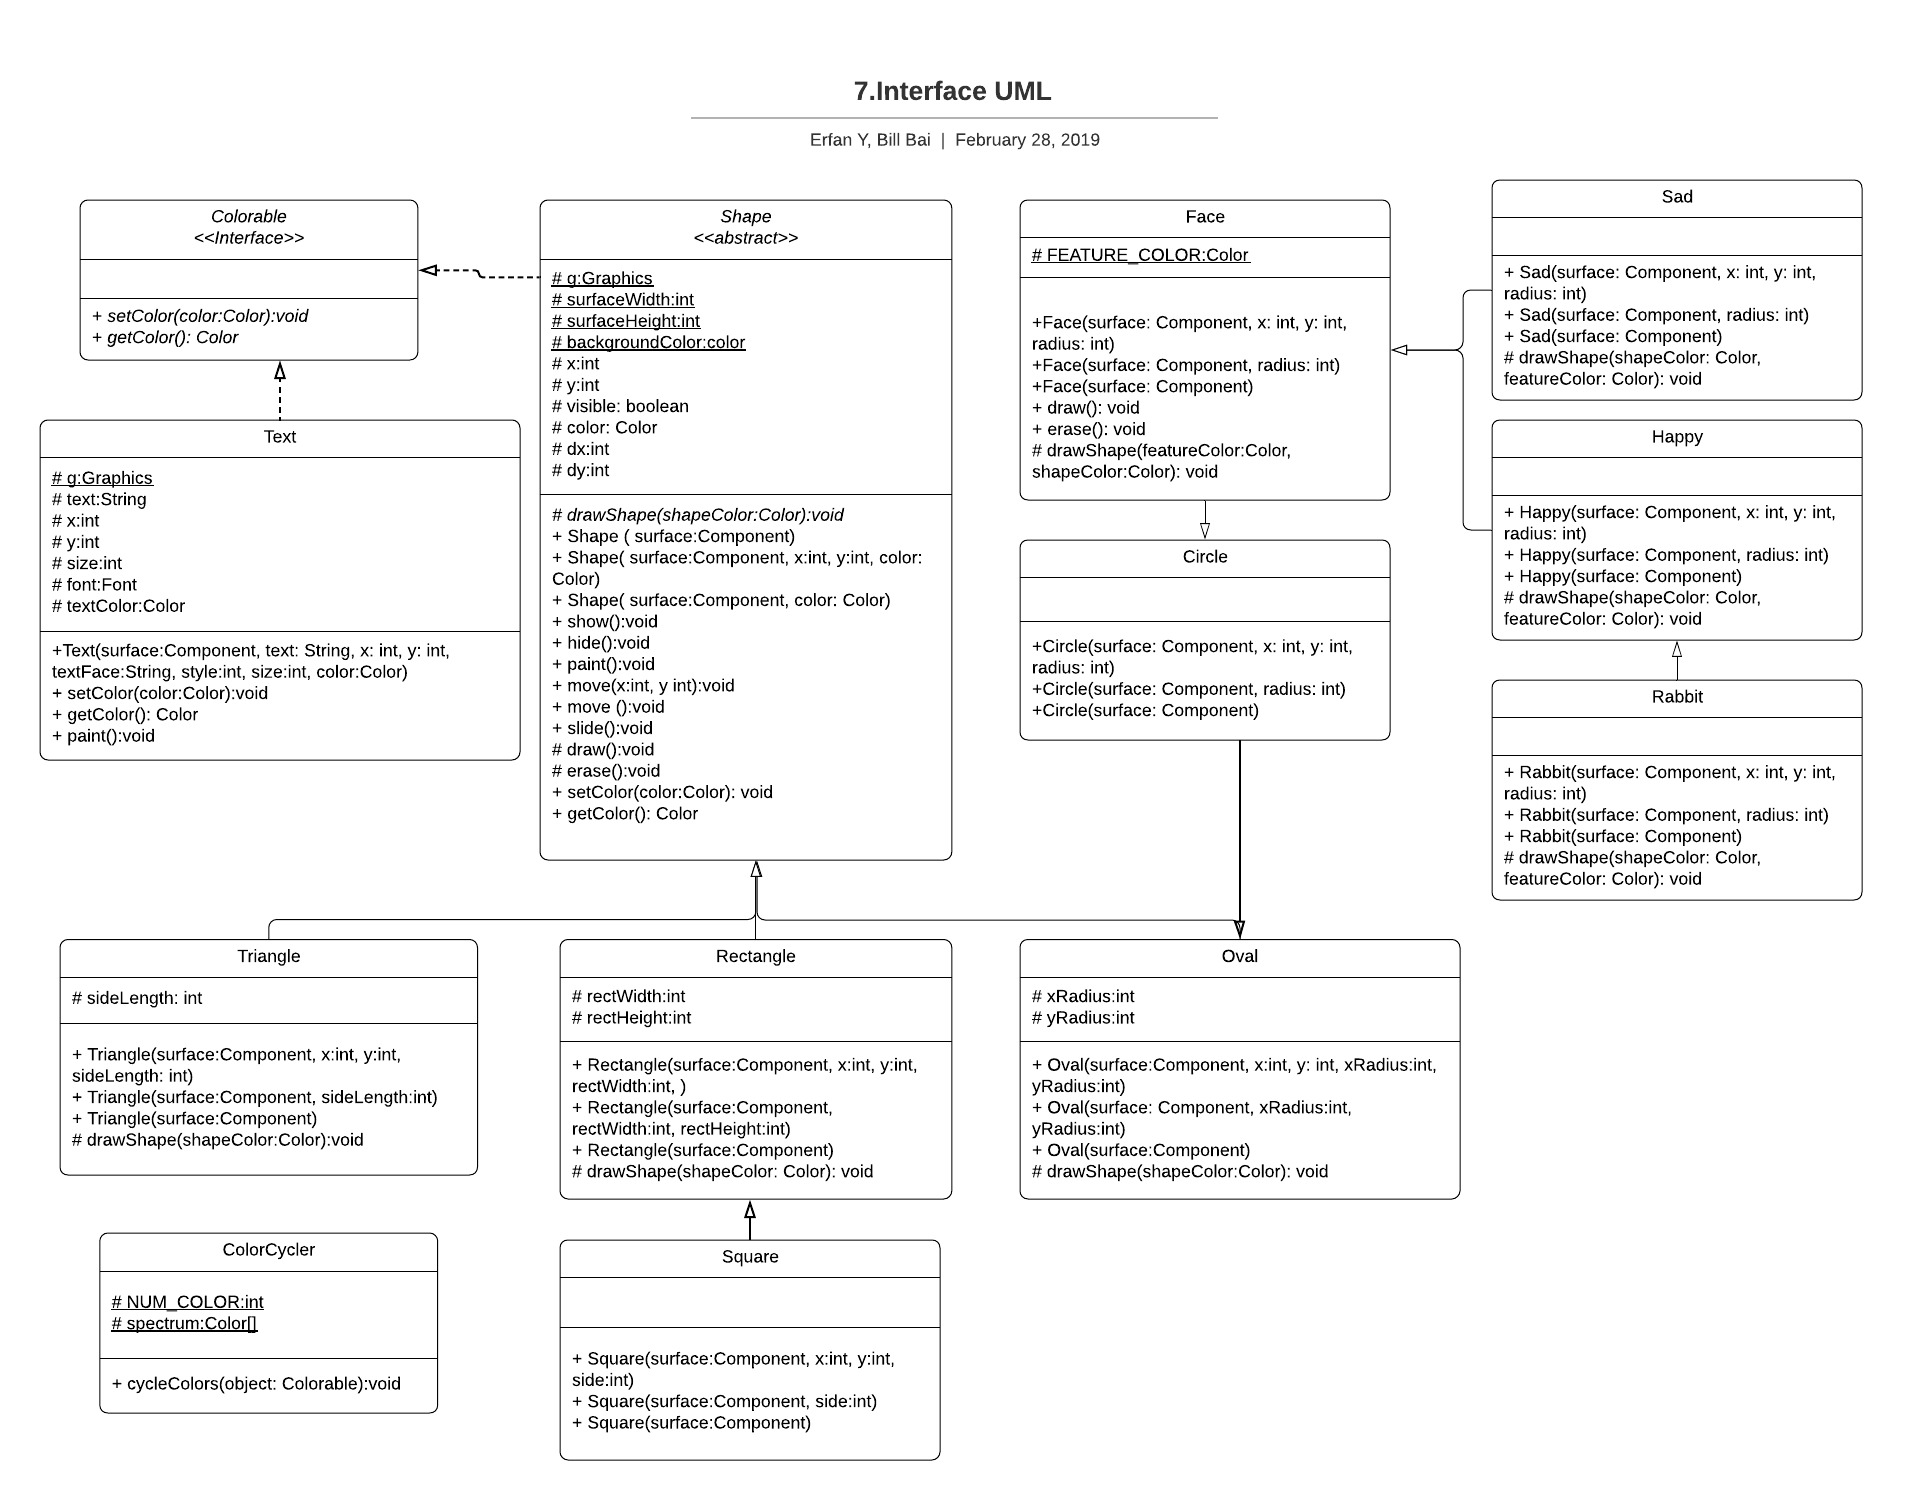 7.Interface UML
Erfan Y, Bill Bai | February 28, 2019
Colorable
<<Interface>>
+ setColor(color:Color):void
+ getColor(): Color
Text
# g:Graphics
# text:String
# x:int
# y:int
# size:int
# font:Font
# textColor:Color
+Text(surface:Component, text: String, x: int, y: int,
textFace:String, style:int, size:int, color:Color)
+ setColor(color:Color):void
+ getColor(): Color
+ paint():void
Shape
<<abstract>>
# g:Graphics
# surfaceWidth:int
# surfaceHeight:int
# backgroundColor:color
# x:int
# y:int
# visible: boolean
# color: Color
# dx:int
# dy:int
# drawShape(shapeColor:Color):void
+ Shape ( surface:Component)
+ Shape( surface:Component, x:int, y:int, color:
Color)
+ Shape( surface:Component, color: Color)
+ show():void
+ hide():void
+ paint():void
+ move(x:int, y int):void
+ move ():void
+ slide():void
# draw():void
# erase():void
+ setColor(color:Color): void
+ getColor(): Color
Face
# FEATURE_COLOR:Color
+Face(surface: Component, x: int, y: int,
radius: int)
+Face(surface: Component, radius: int)
+Face(surface: Component)
+ draw(): void
+ erase(): void
# drawShape(featureColor:Color,
shapeColor:Color): void
Circle
+Circle(surface: Component, x: int, y: int,
radius: int)
+Circle(surface: Component, radius: int)
+Circle(surface: Component)
Sad
+ Sad(surface: Component, x: int, y: int,
radius: int)
+ Sad(surface: Component, radius: int)
+ Sad(surface: Component)
# drawShape(shapeColor: Color,
featureColor: Color): void
Happy
+ Happy(surface: Component, x: int, y: int,
radius: int)
+ Happy(surface: Component, radius: int)
+ Happy(surface: Component)
# drawShape(shapeColor: Color,
featureColor: Color): void
Rabbit
+ Rabbit(surface: Component, x: int, y: int,
radius: int)
+ Rabbit(surface: Component, radius: int)
+ Rabbit(surface: Component)
# drawShape(shapeColor: Color,
featureColor: Color): void
Triangle
# sideLength: int
+ Triangle(surface:Component, x:int, y:int,
sideLength: int)
+ Triangle(surface:Component, sideLength:int)
+ Triangle(surface:Component)
# drawShape(shapeColor:Color):void
Rectangle
# rectWidth:int
# rectHeight:int
+ Rectangle(surface:Component, x:int, y:int,
rectWidth:int, )
+ Rectangle(surface:Component,
rectWidth:int, rectHeight:int)
+ Rectangle(surface:Component)
# drawShape(shapeColor: Color): void
Oval
# xRadius:int
# yRadius:int
+ Oval(surface:Component, x:int, y: int, xRadius:int,
yRadius:int)
+ Oval(surface: Component, xRadius:int,
yRadius:int)
+ Oval(surface:Component)
# drawShape(shapeColor:Color): void
ColorCycler
# NUM_COLOR:int
# spectrum:Color[]
+ cycleColors(object: Colorable):void
Square
+ Square(surface:Component, x:int, y:int,
side:int)
+ Square(surface:Component, side:int)
+ Square(surface:Component)